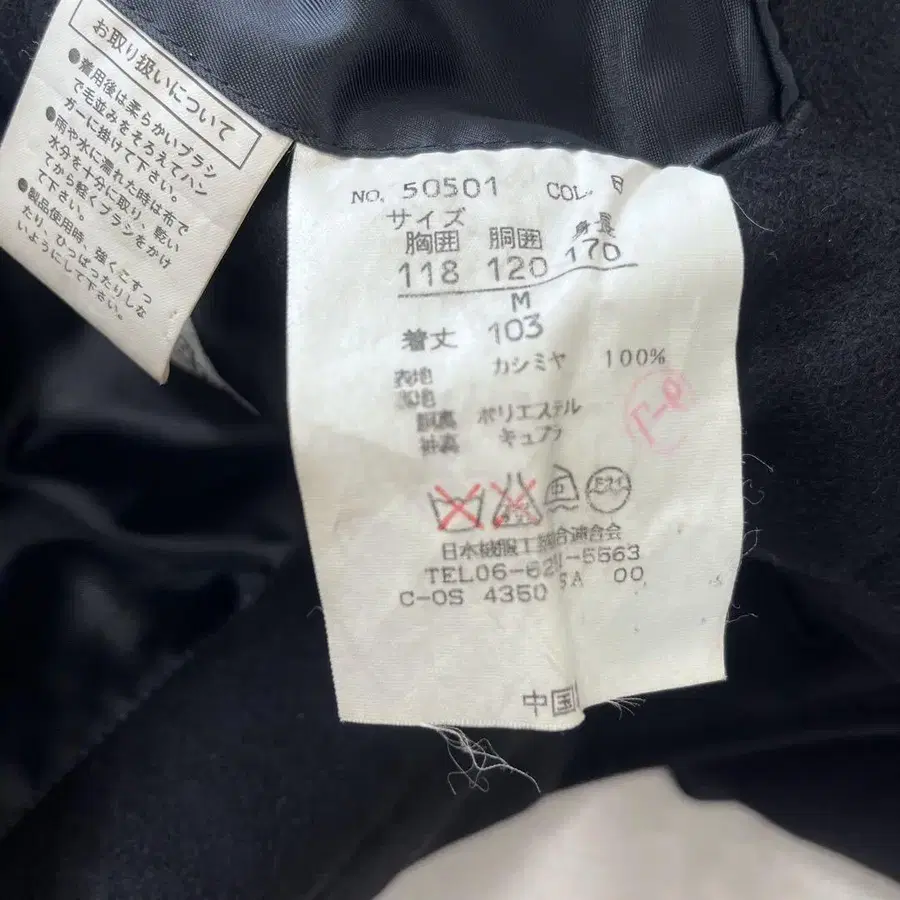 お取り扱いについて
●着用後は柔らかいブラシ
で毛並みをそろえてハン
ガーに掛けて下さい。
●雨や水に濡れた時は布で
水分を十分に取り、乾い
てから軽くブラシをかけ
て下さい。
●製品使用時、強くこすっ
たり、ひっぱったりしな
いようにして下さい。
NO. 50501 COL. B
サイズ
胸囲 胴囲 身長
118 120 170
M
着丈 103
表地 カシミヤ 100%
裏地
胴裏 ポリエステル
袖裏 キュプラ
中
日本繊服工業組合連合会
TEL06-6251-5563
C-OS 4350 SA 00
中国